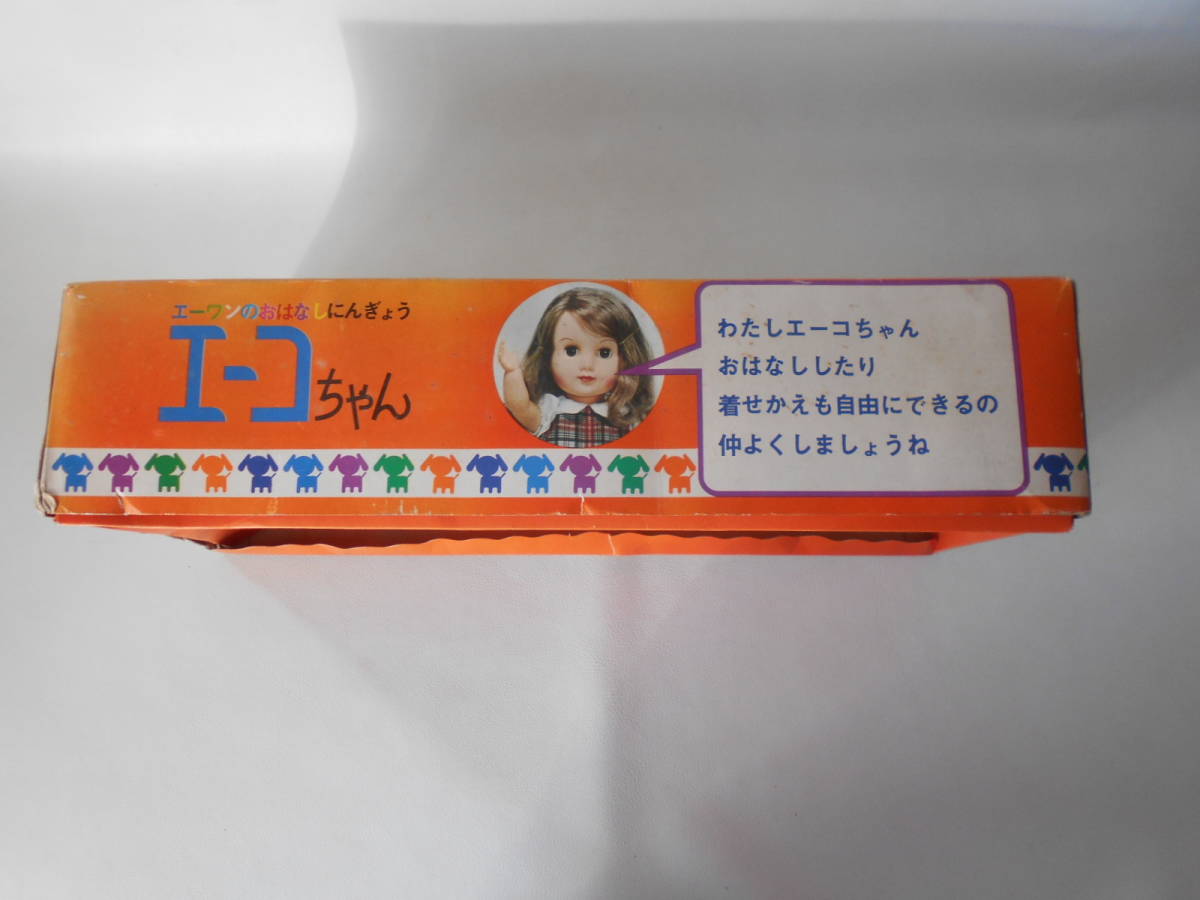 エーワンのおはなしにんぎょう
エーコちゃん
わたしエーコちゃん
おはなししたり
着せかえも自由にできるの
仲よくしましょうね